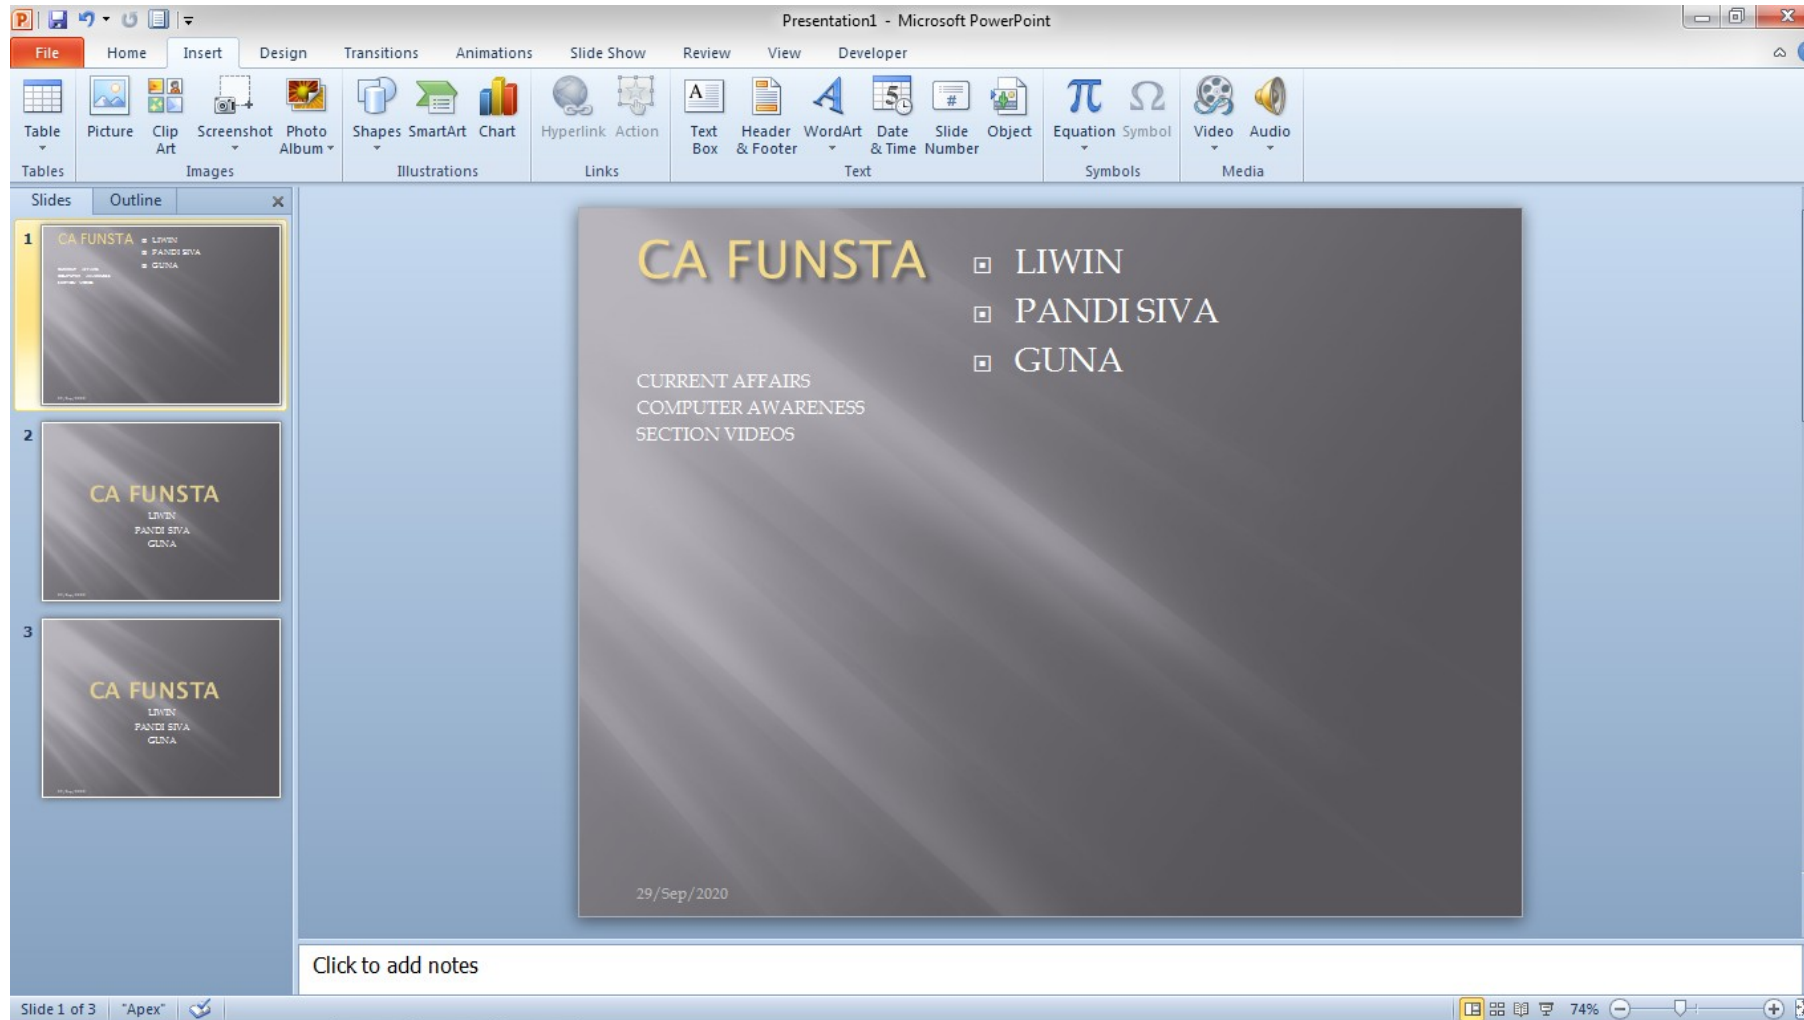 Presentation1 - Microsoft PowerPoint
File Home Insert Design Transitions Animations Slide Show Review View Developer
Table Picture Clip Art Screenshot Photo Album Shapes SmartArt Chart Hyperlink Action Text Box Header & Footer WordArt Date & Time Slide Number Object Equation Symbol Video Audio
Tables Images Illustrations Links Text Symbols Media
Slides Outline
1
CA FUNSTA
LIWIN
PANDI SIVA
GUNA
2
CA FUNSTA
LIWIN
PANDI SIVA
GUNA
3
CA FUNSTA
LIWIN
PANDI SIVA
GUNA
CA FUNSTA
LIWIN
PANDI SIVA
GUNA
CURRENT AFFAIRS
COMPUTER AWARENESS
SECTION VIDEOS
29/Sep/2020
Click to add notes
Slide 1 of 3 "Apex" 74%